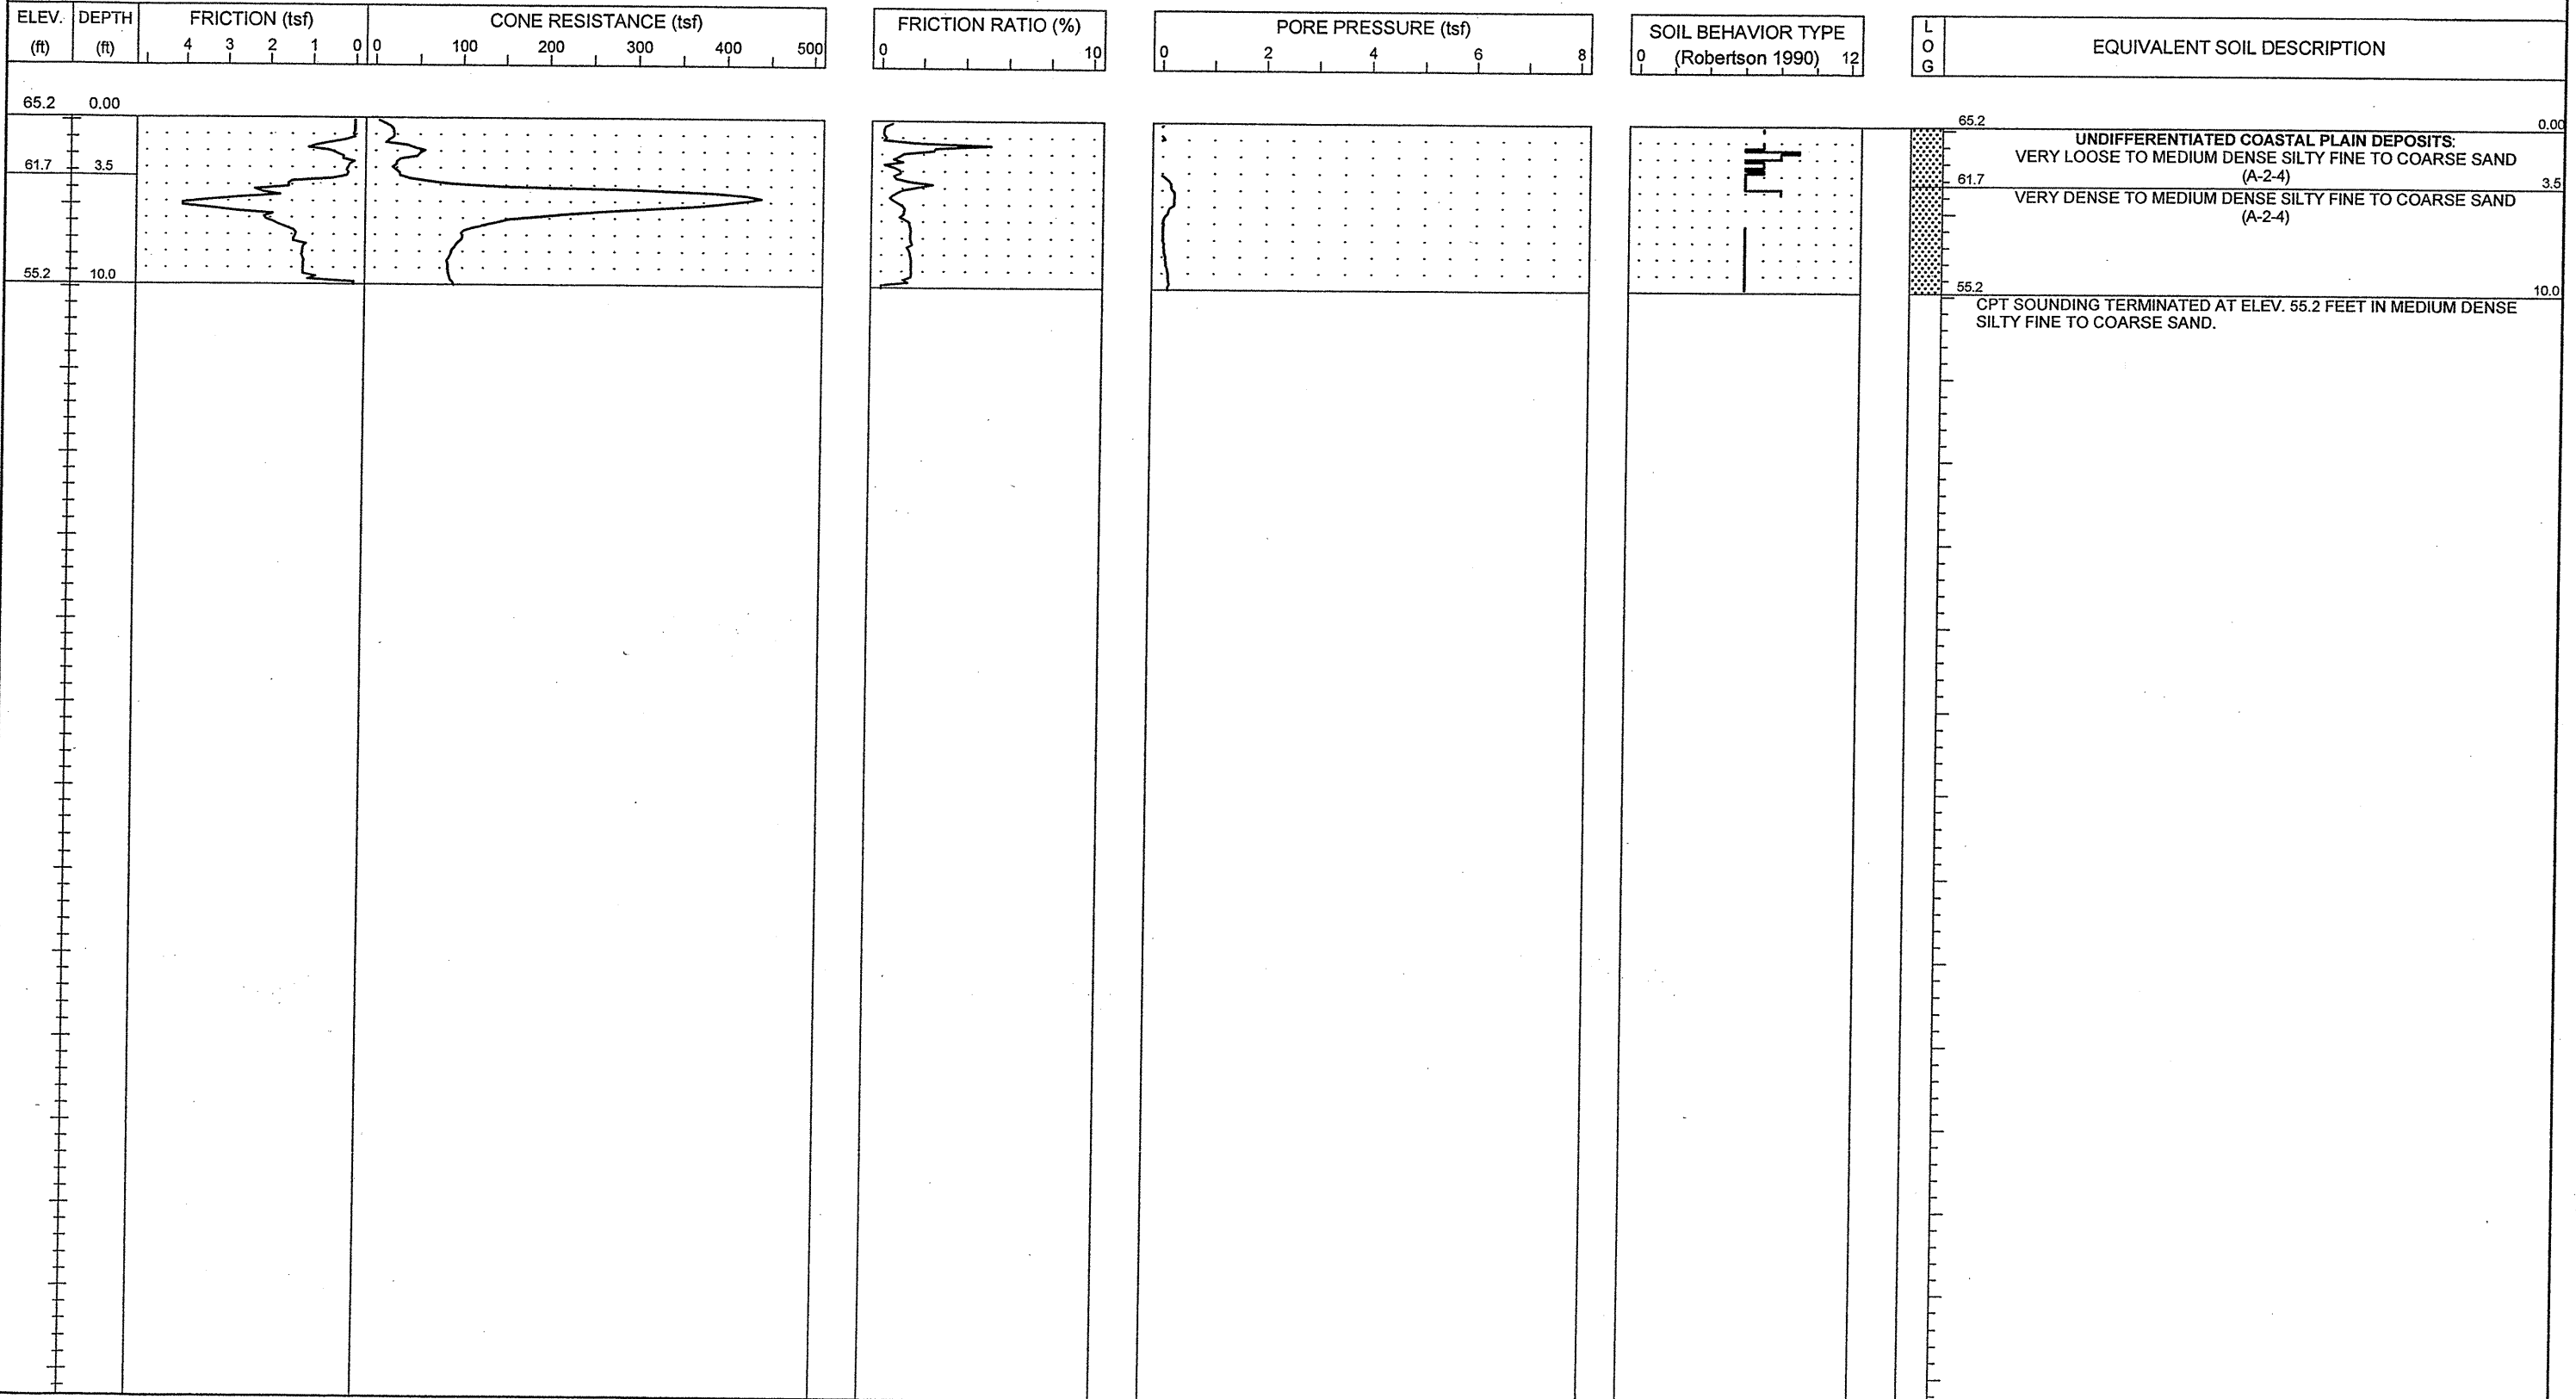 ELEV. DEPTH FRICTION (tsf) CONE RESISTANCE (tsf) FRICTION RATIO (%) PORE PRESSURE (tsf) SOIL BEHAVIOR TYPE LOG EQUIVALENT SOIL DESCRIPTION
(ft) (ft) 4 3 2 1 0 0 100 200 300 400 500 0 10 0 2 4 6 8 0 (Robertson 1990) 12
65.2 0.00
65.2 0.00
UNDIFFERENTIATED COASTAL PLAIN DEPOSITS:
VERY LOOSE TO MEDIUM DENSE SILTY FINE TO COARSE SAND
(A-2-4)
61.7 3.5
61.7 3.5
VERY DENSE TO MEDIUM DENSE SILTY FINE TO COARSE SAND
(A-2-4)
55.2 10.0
55.2 10.0
CPT SOUNDING TERMINATED AT ELEV. 55.2 FEET IN MEDIUM DENSE
SILTY FINE TO COARSE SAND.